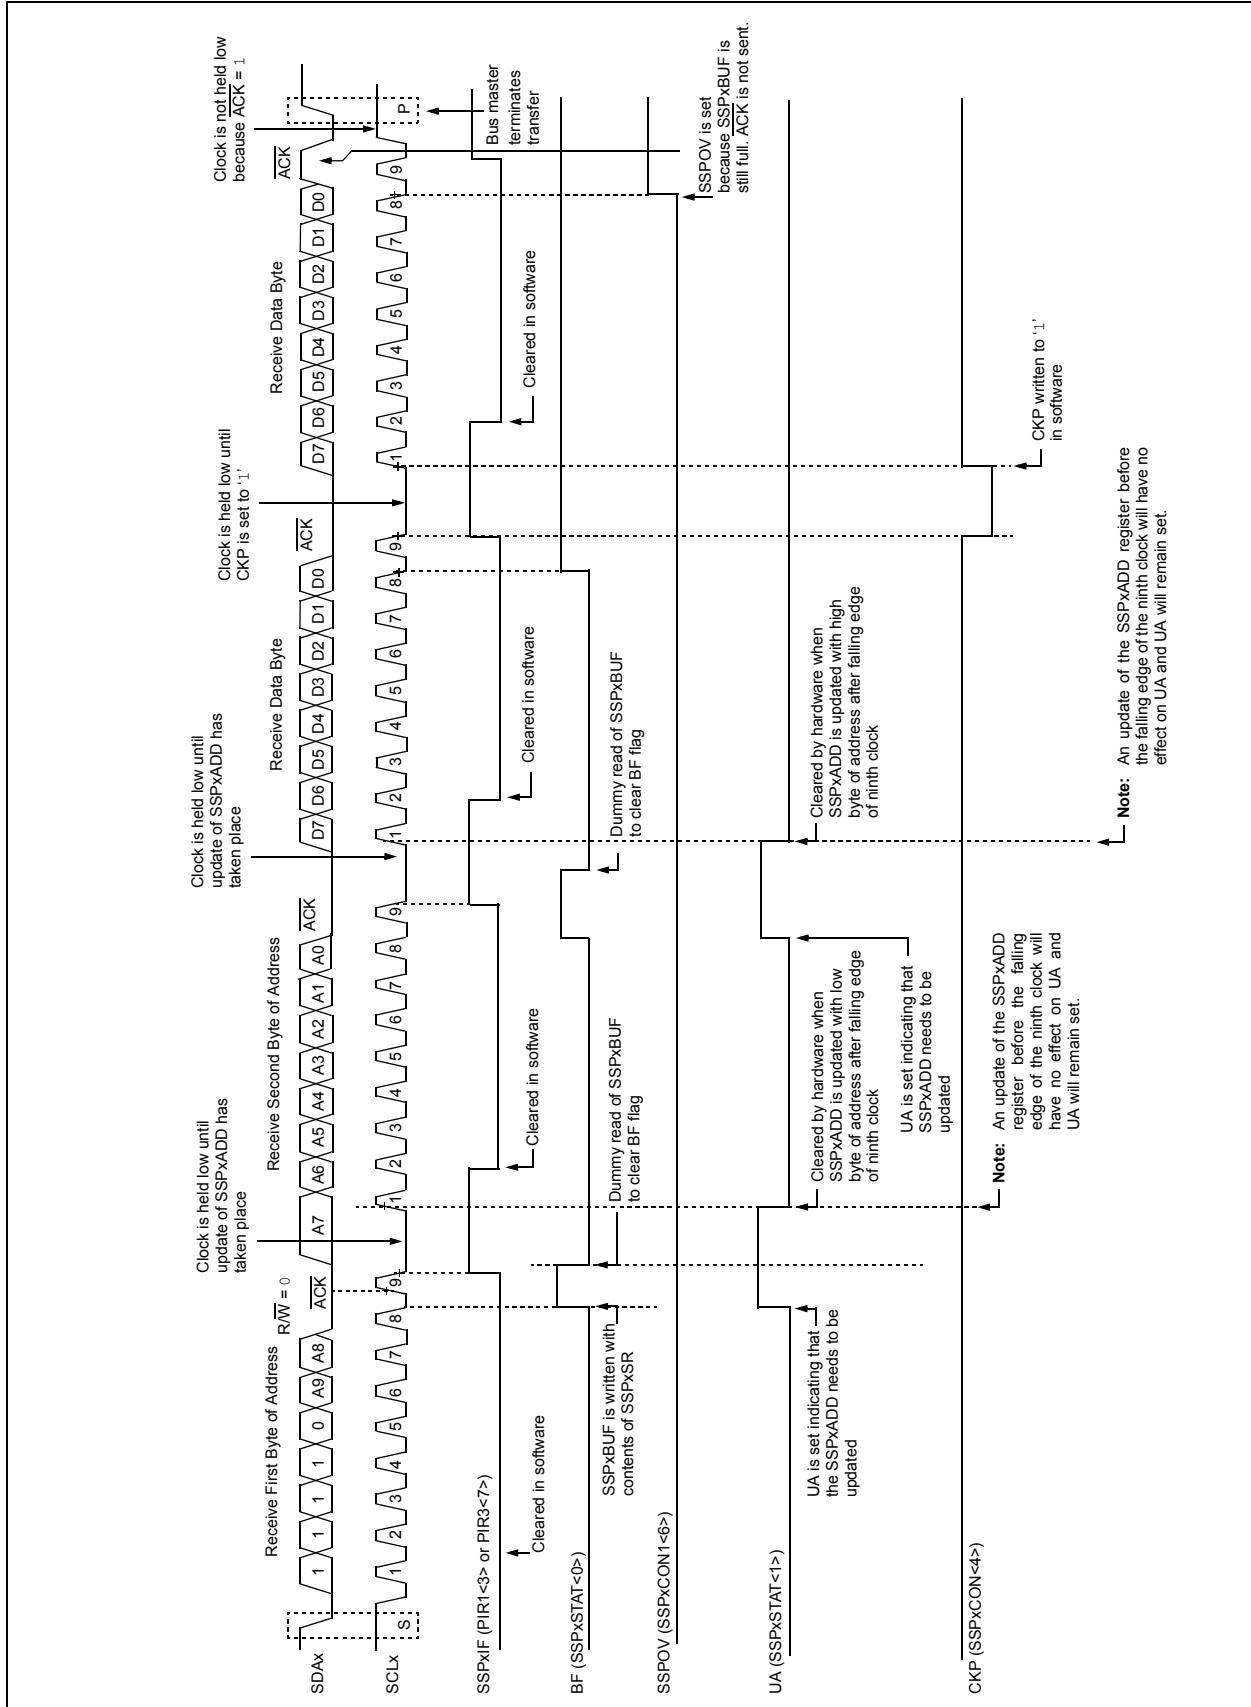 Receive First Byte of Address
R/W = 0
Clock is held low until
update of SSPxADD has
taken place
Receive Second Byte of Address
Clock is held low until
update of SSPxADD has
taken place
Receive Data Byte
Clock is held low until
CKP is set to ‘1’
Receive Data Byte
Clock is not held low
because ACK = 1
SDAx
1 1 1 1 0 A9 A8 ACK A7 A6 A5 A4 A3 A2 A1 A0 ACK D7 D6 D5 D4 D3 D2 D1 D0 ACK D7 D6 D5 D4 D3 D2 D1 D0 ACK
SCLx
S 1 2 3 4 5 6 7 8 9 1 2 3 4 5 6 7 8 9 1 2 3 4 5 6 7 8 9 1 2 3 4 5 6 7 8 9 P
Bus master
terminates
transfer
SSPxIF (PIR1<3> or PIR3<7>)
Cleared in software
Cleared in software
Cleared in software
Cleared in software
BF (SSPxSTAT<0>)
SSPxBUF is written with
contents of SSPxSR
Dummy read of SSPxBUF
to clear BF flag
Dummy read of SSPxBUF
to clear BF flag
SSPOV (SSPxCON1<6>)
SSPOV is set
because SSPxBUF is
still full. ACK is not sent.
UA (SSPxSTAT<1>)
UA is set indicating that
the SSPxADD needs to be
updated
Cleared by hardware when
SSPxADD is updated with low
byte of address after falling edge
of ninth clock
UA is set indicating that
SSPxADD needs to be
updated
Cleared by hardware when
SSPxADD is updated with high
byte of address after falling edge
of ninth clock
CKP (SSPxCON<4>)
CKP written to ‘1’
in software
Note: An update of the SSPxADD
register before the falling
edge of the ninth clock will
have no effect on UA and
UA will remain set.
Note: An update of the SSPxADD register before
the falling edge of the ninth clock will have no
effect on UA and UA will remain set.